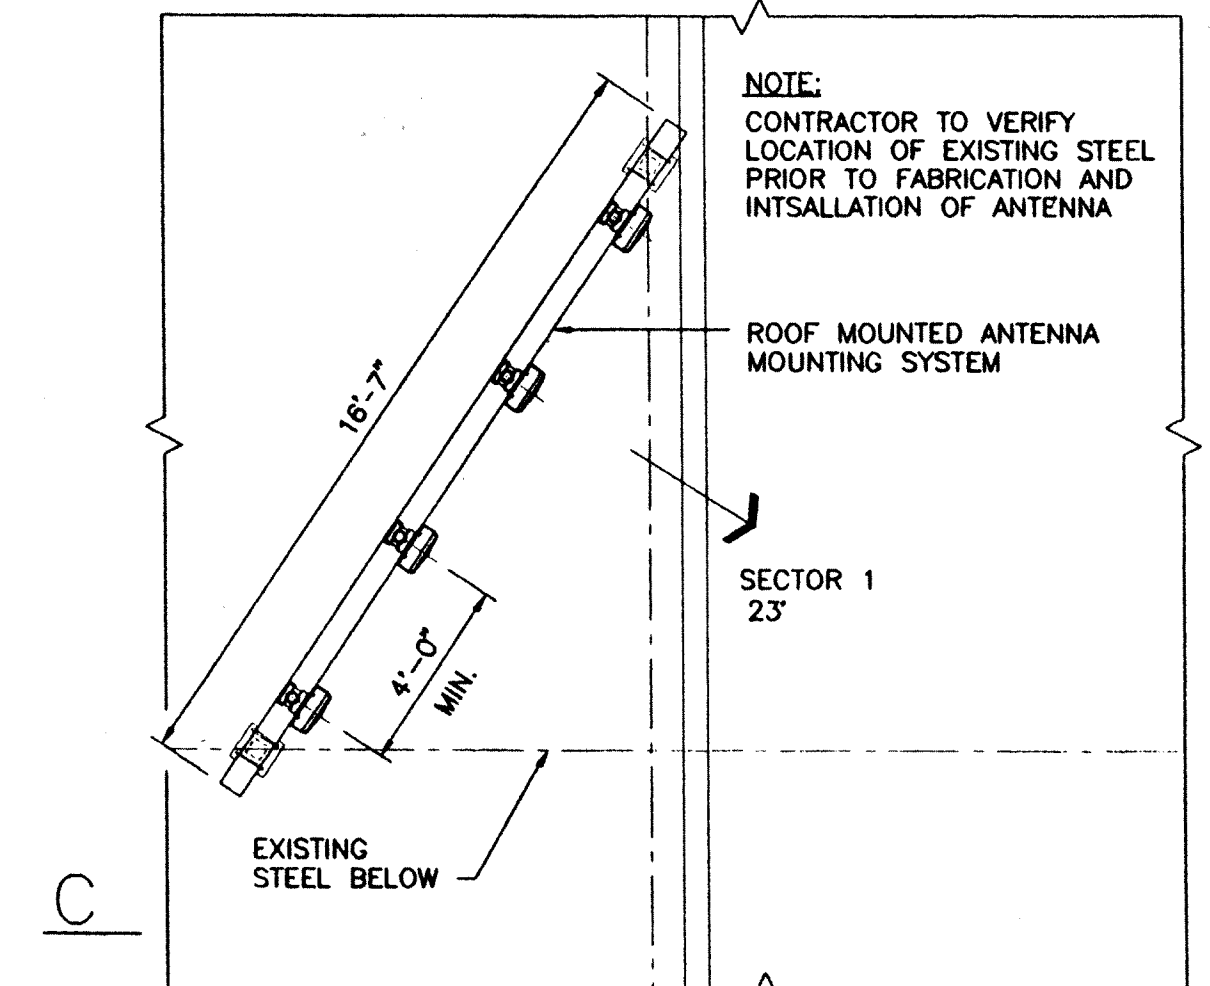 NOTE:
CONTRACTOR TO VERIFY
LOCATION OF EXISTING STEEL
PRIOR TO FABRICATION AND
INTSALLATION OF ANTENNA
ROOF MOUNTED ANTENNA
MOUNTING SYSTEM
16'-7"
SECTOR 1
23'
4'-0"
MIN.
EXISTING
STEEL BELOW
C